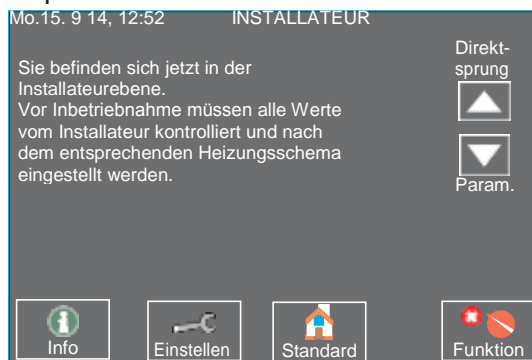 Mo.15. 9 14, 12:52 INSTALLATEUR
Direkt-
sprung
Sie befinden sich jetzt in der
Installateurebene.
Vor Inbetriebnahme müssen alle Werte
vom Installateur kontrolliert und nach
dem entsprechenden Heizungsschema
eingestellt werden.
Param.
Info Einstellen Standard Funktion